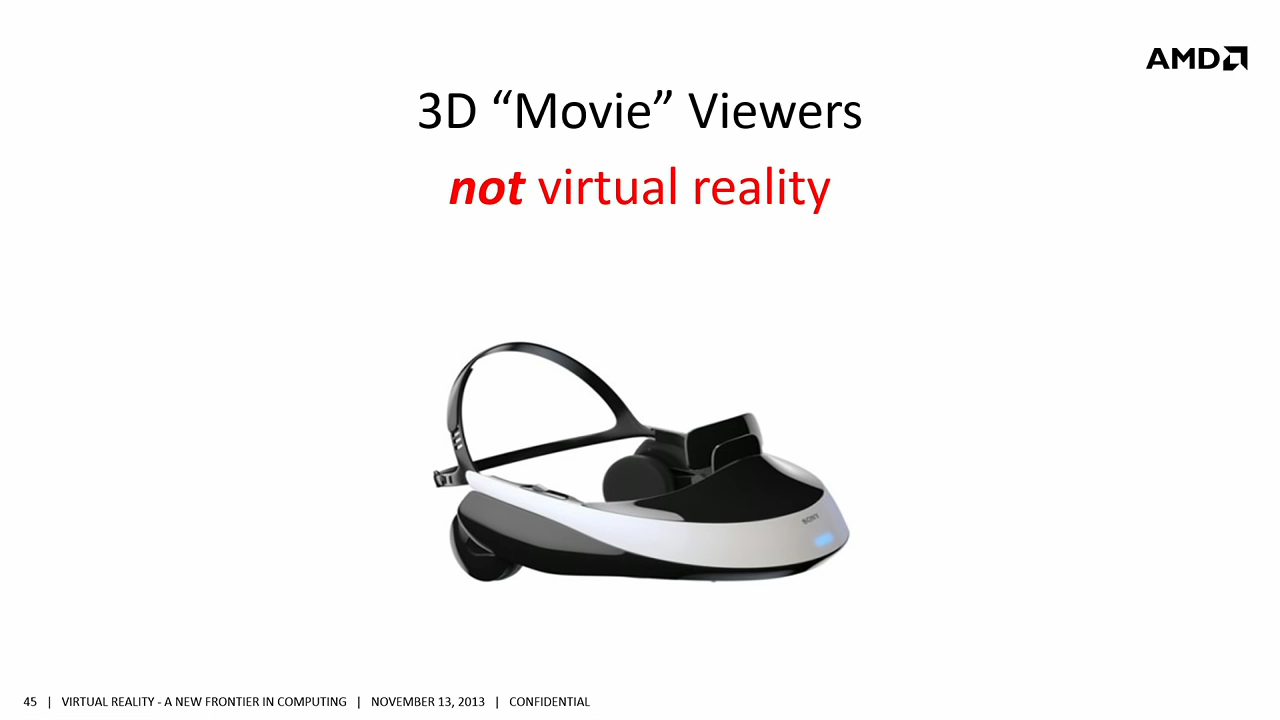 AMD
3D “Movie” Viewers
not virtual reality
SONY
45 | VIRTUAL REALITY - A NEW FRONTIER IN COMPUTING | NOVEMBER 13, 2013 | CONFIDENTIAL